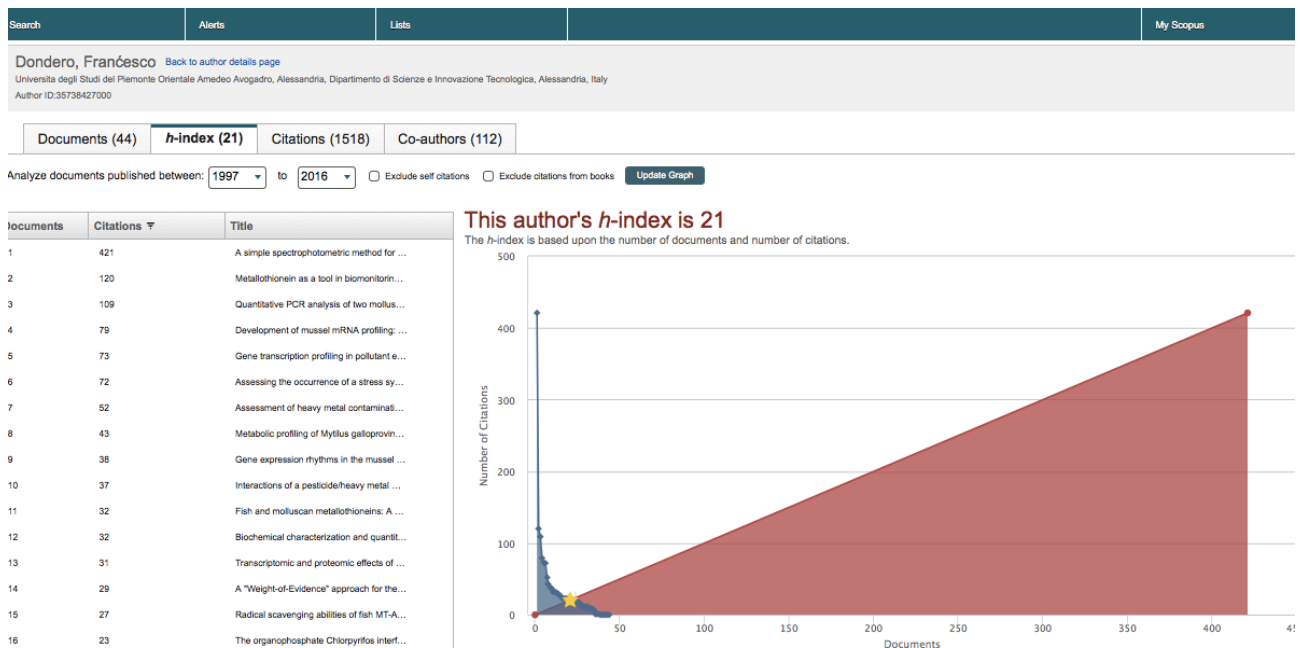 Search Alerts Lists My Scopus
Dondero, Franćesco Back to author details page
Universita degli Studi del Piemonte Orientale Amedeo Avogadro, Alessandria, Dipartimento di Scienze e Innovazione Tecnologica, Alessandria, Italy
Author ID:35738427000
Documents (44) h-index (21) Citations (1518) Co-authors (112)
Analyze documents published between: 1997 to 2016 Exclude self citations Exclude citations from books Update Graph
Documents Citations Title
1 421 A simple spectrophotometric method for ...
2 120 Metallothionein as a tool in biomonitorin...
3 109 Quantitative PCR analysis of two mollus...
4 79 Development of mussel mRNA profiling: ...
5 73 Gene transcription profiling in pollutant e...
6 72 Assessing the occurrence of a stress sy...
7 52 Assessment of heavy metal contaminati...
8 43 Metabolic profiling of Mytilus galloprovin...
9 38 Gene expression rhythms in the mussel ...
10 37 Interactions of a pesticide/heavy metal ...
11 32 Fish and molluscan metallothioneins: A ...
12 32 Biochemical characterization and quantit...
13 31 Transcriptomic and proteomic effects of ...
14 29 A "Weight-of-Evidence" approach for the...
15 27 Radical scavenging abilities of fish MT-A...
16 23 The organophosphate Chlorpyrifos interf...
This author's h-index is 21
The h-index is based upon the number of documents and number of citations.
500
400
300
200
100
0
Number of Citations
0 50 100 150 200 250 300 350 400 45
Documents